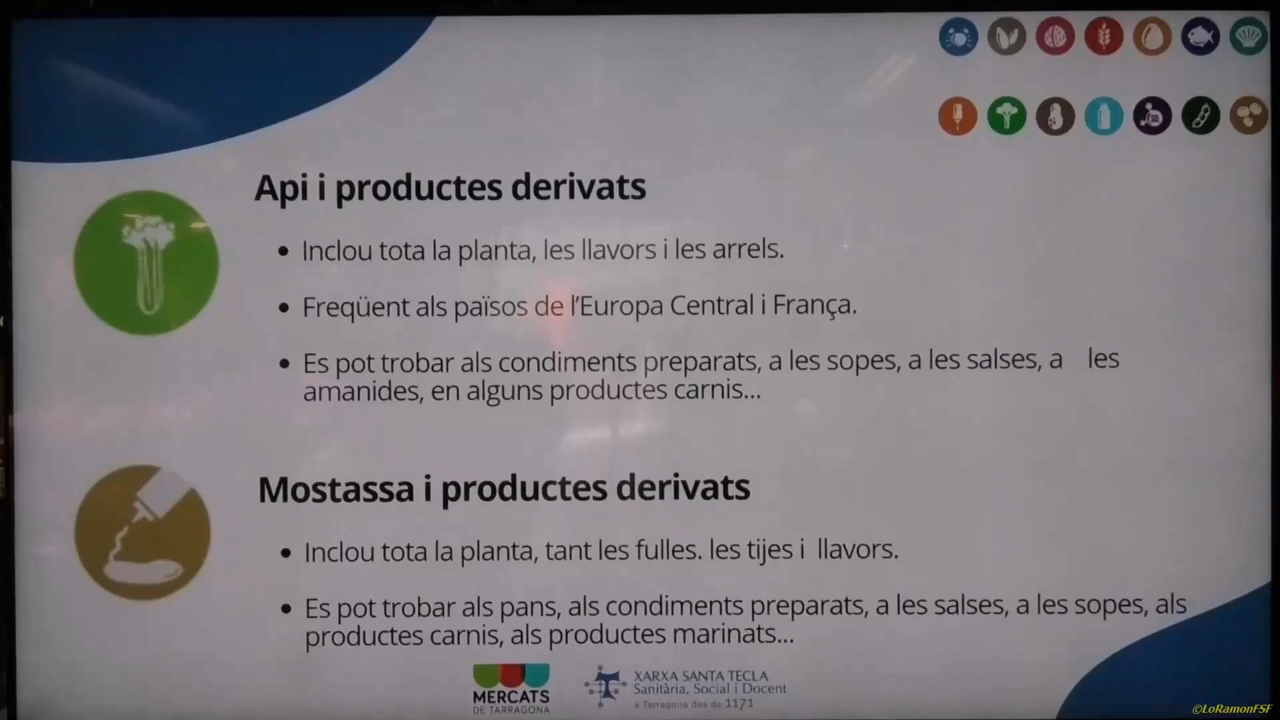 Api i productes derivats
• Inclou tota la planta, les llavors i les arrels.
• Freqüent als països de l'Europa Central i França.
• Es pot trobar als condiments preparats, a les sopes, a les salses, a les
amanides, en alguns productes carnis...
Mostassa i productes derivats
• Inclou tota la planta, tant les fulles. les tijes i llavors.
• Es pot trobar als pans, als condiments preparats, a les salses, a les sopes, als
productes carnis, als productes marinats...
MERCATS
DE TARRAGONA
XARXA SANTA TECLA
Sanitària, Social i Docent
a Tarragona des de 1171
©LoRamonFSF